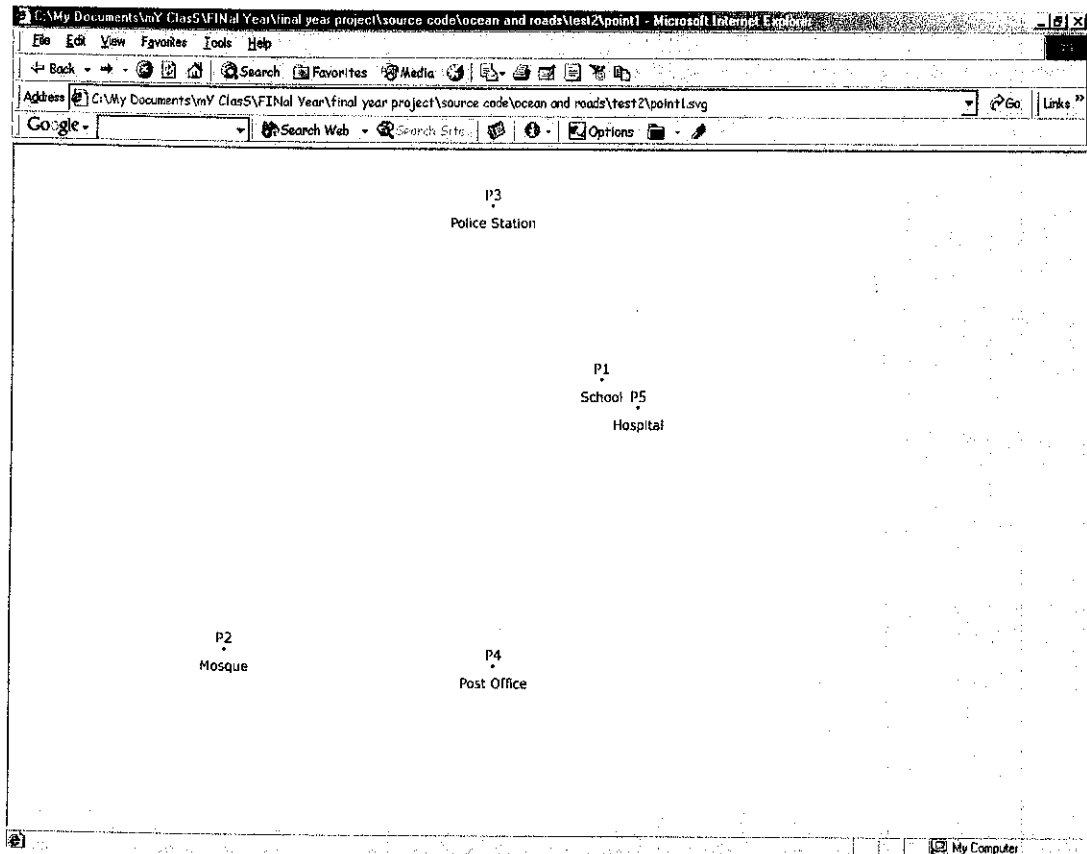 C:\My Documents\mY ClasS\FINal Year\final year project\source code\ocean and roads\test2\point1 - Microsoft Internet Explorer
File Edit View Favorites Tools Help
Back Search Favorites Media
Address C:\My Documents\mY ClasS\FINal Year\final year project\source code\ocean and roads\test2\point1.svg Go Links »
Google Search Web Search Site Options
P3
Police Station
P1
School P5
Hospital
P2
Mosque
P4
Post Office
My Computer